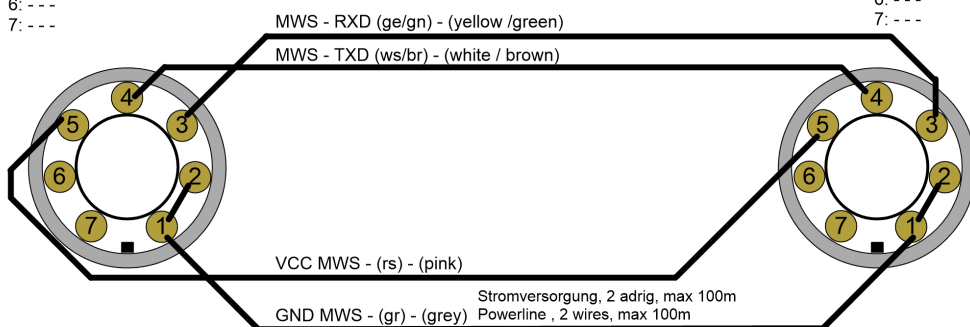 6: - - -
7: - - -
6: - - -
7: - - -
MWS - RXD (ge/gn) - (yellow /green)
MWS - TXD (ws/br) - (white / brown)
4
3
5
2
6
1
7
4
3
5
2
6
1
7
VCC MWS - (rs) - (pink)
Stromversorgung, 2 adrig, max 100m
GND MWS - (gr) - (grey)
Powerline , 2 wires, max 100m